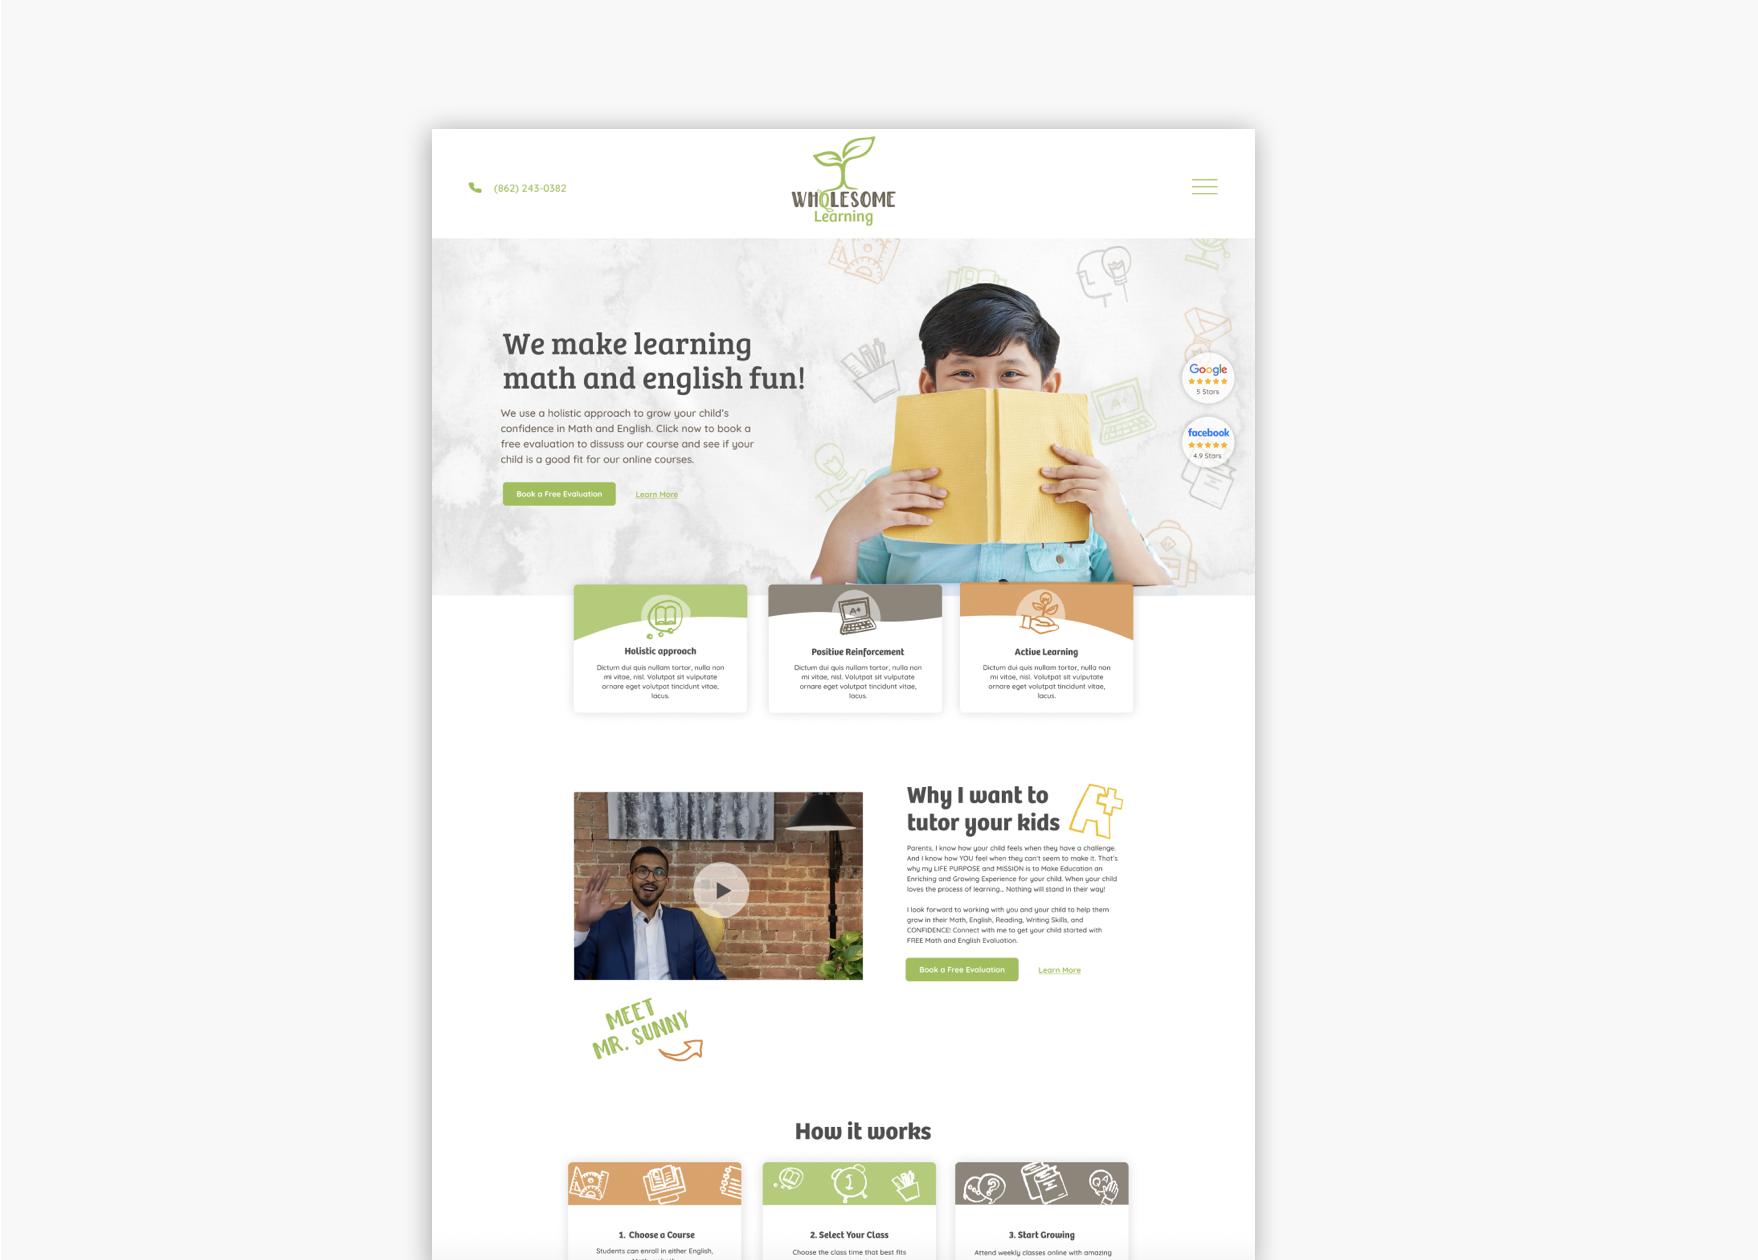 (862) 243-0382
WHOLESOME
Learning
We make learning
math and english fun!
We use a holistic approach to grow your child's
confidence in Math and English. Click now to book a
free evaluation to dissuss our course and see if your
child is a good fit for our online courses.
Book a Free Evaluation
Learn More
Google
5 Stars
facebook
4.9 Stars
A+
Holistic approach
Dictum dui quis nullam tortor, nulla non
mi vitae, nisl. Volutpat sit vulputate
ornare eget volutpat tincidunt vitae,
lacus.
A+
Positive Reinforcement
Dictum dui quis nullam tortor, nulla non
mi vitae, nisl. Volutpat sit vulputate
ornare eget volutpat tincidunt vitae,
lacus.
Active Learning
Dictum dui quis nullam tortor, nulla non
mi vitae, nisl. Volutpat sit vulputate
ornare eget volutpat tincidunt vitae,
lacus.
Why I want to
tutor your kids
A+
Parents, I know how your child feels when they have a challenge.
And I know how YOU feel when they can't seem to make it. That's
why my LIFE PURPOSE and MISSION is to Make Education an
Enriching and Growing Experience for your child. When your child
loves the process of learning... Nothing will stand in their way!
I look forward to working with you and your child to help them
grow in their Math, English, Reading, Writing Skills, and
CONFIDENCE! Connect with me to get your child started with
FREE Math and English Evaluation.
Book a Free Evaluation
Learn More
MEET
MR. SUNNY
How it works
1. Choose a Course
Students can enroll in either English,
2. Select Your Class
Choose the class time that best fits
3. Start Growing
Attend weekly classes online with amazing